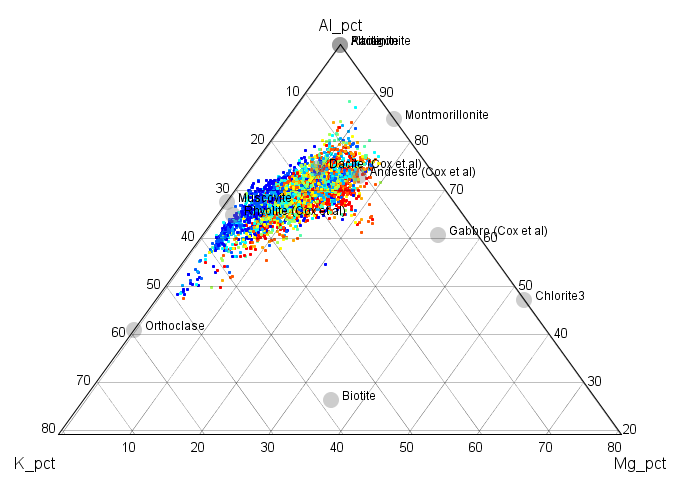 Al_pct
10
90
Montmorillonite
20
80
Dacite (Cox et al)
Andesite (Cox et al)
30
70
Muscovite
Rhyolite (Cox et al)
40
Gabbro (Cox et al)
60
50
50
Chlorite3
60
Orthoclase
40
70
30
Biotite
80
20
10
20
30
40
50
60
70
80
K_pct
Mg_pct